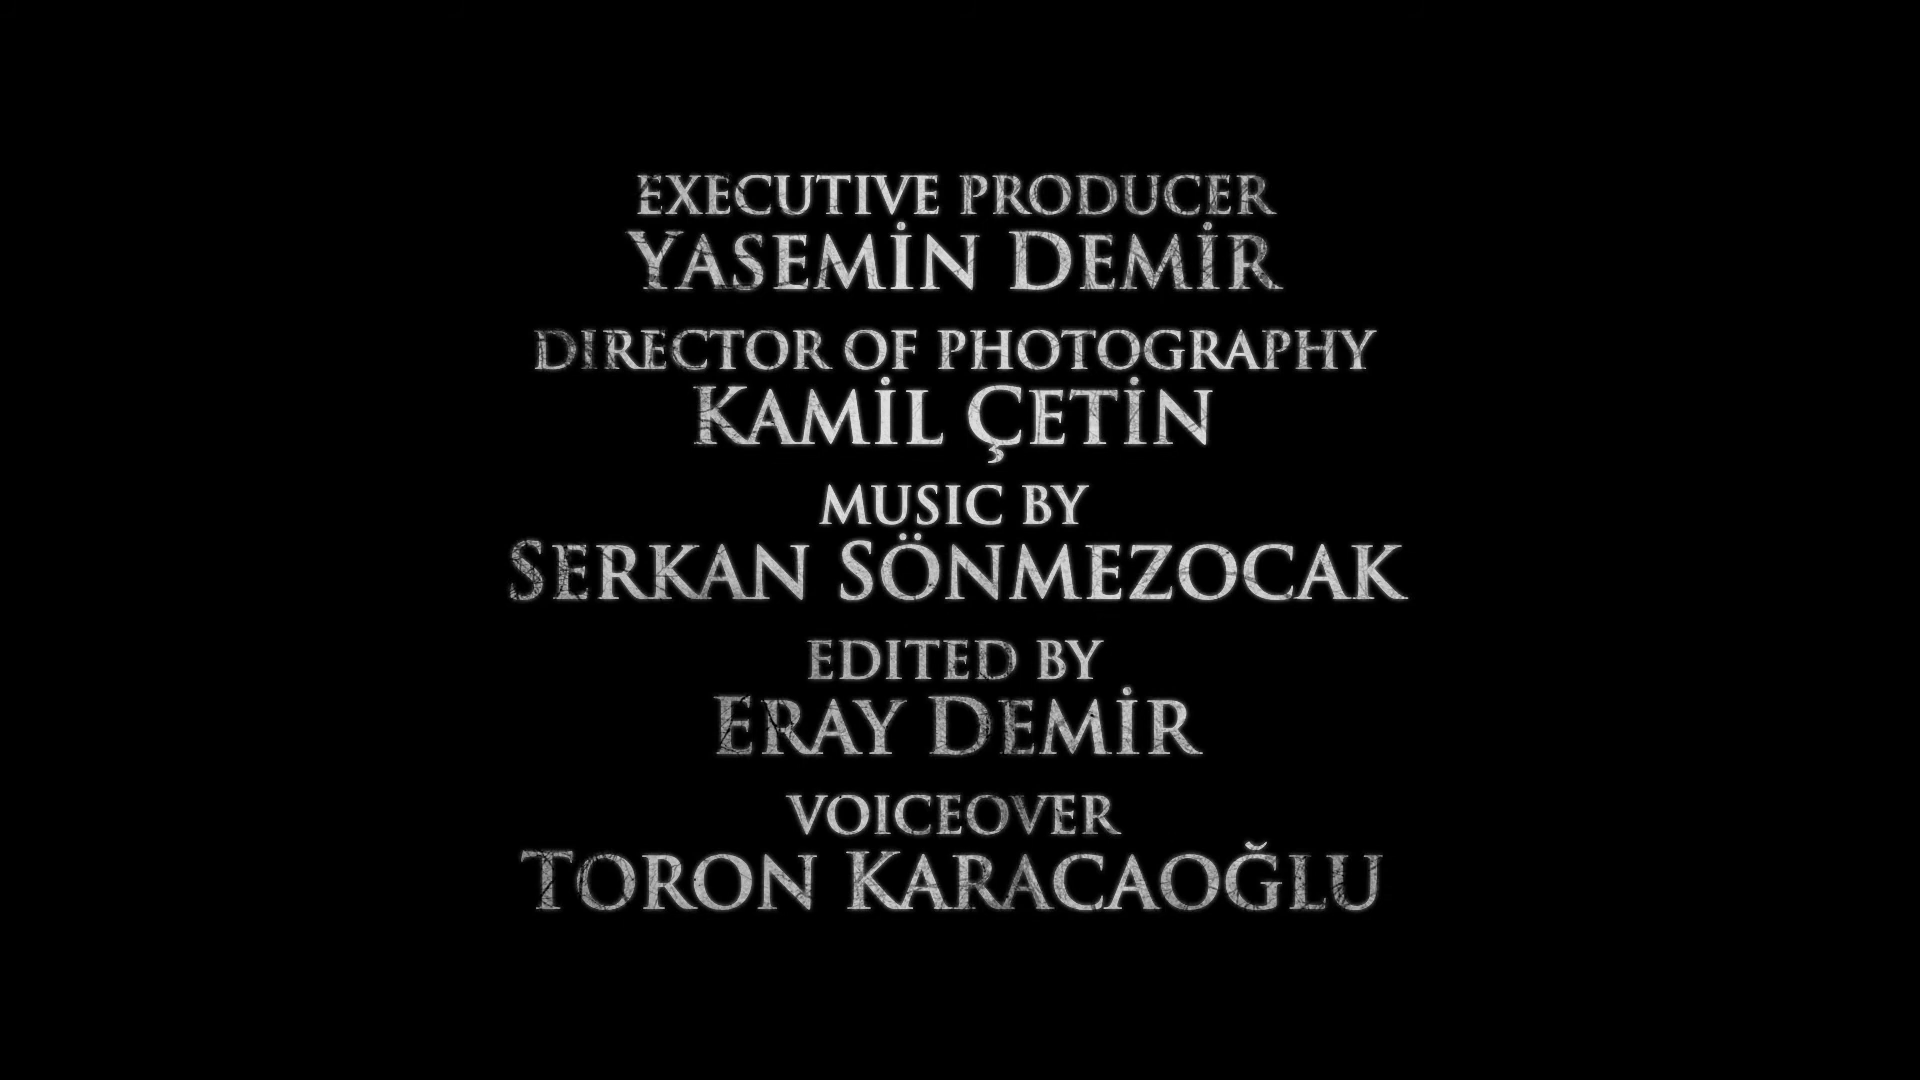 EXECUTIVE PRODUCER
YASEMİN DEMİR
DIRECTOR OF PHOTOGRAPHY
KAMİL ÇETİN
MUSIC BY
SERKAN SÖNMEZOCAK
EDITED BY
ERAY DEMİR
VOICEOVER
TORON KARACAOĞLU